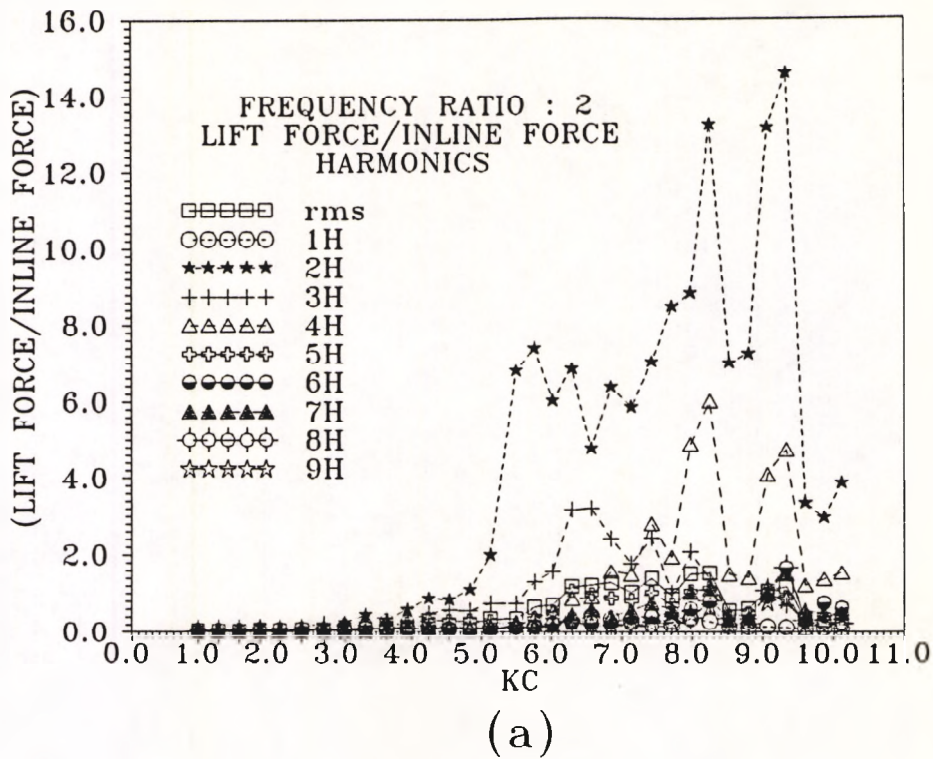 16.0
14.0
12.0
10.0
8.0
6.0
4.0
2.0
0.0
(LIFT FORCE/INLINE FORCE)
FREQUENCY RATIO : 2
LIFT FORCE/INLINE FORCE
HARMONICS
rms
1H
2H
3H
4H
5H
6H
7H
8H
9H
0.0 1.0 2.0 3.0 4.0 5.0 6.0 7.0 8.0 9.0 10.0 11.0
KC
(a)